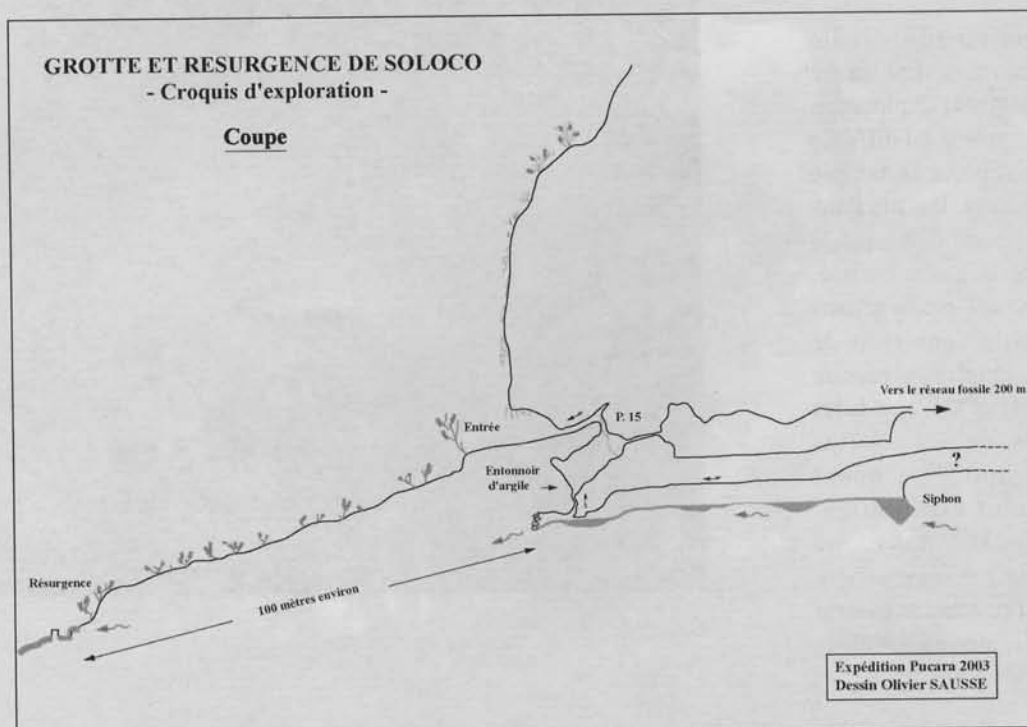 GROTTE ET RESURGENCE DE SOLOCO
- Croquis d'exploration -
Coupe
Vers le réseau fossile 200 m
P. 15
Entrée
?
Entonnoir
d'argile
Siphon
Résurgence
100 mètres environ
Expédition Pucara 2003
Dessin Olivier SAUSSE